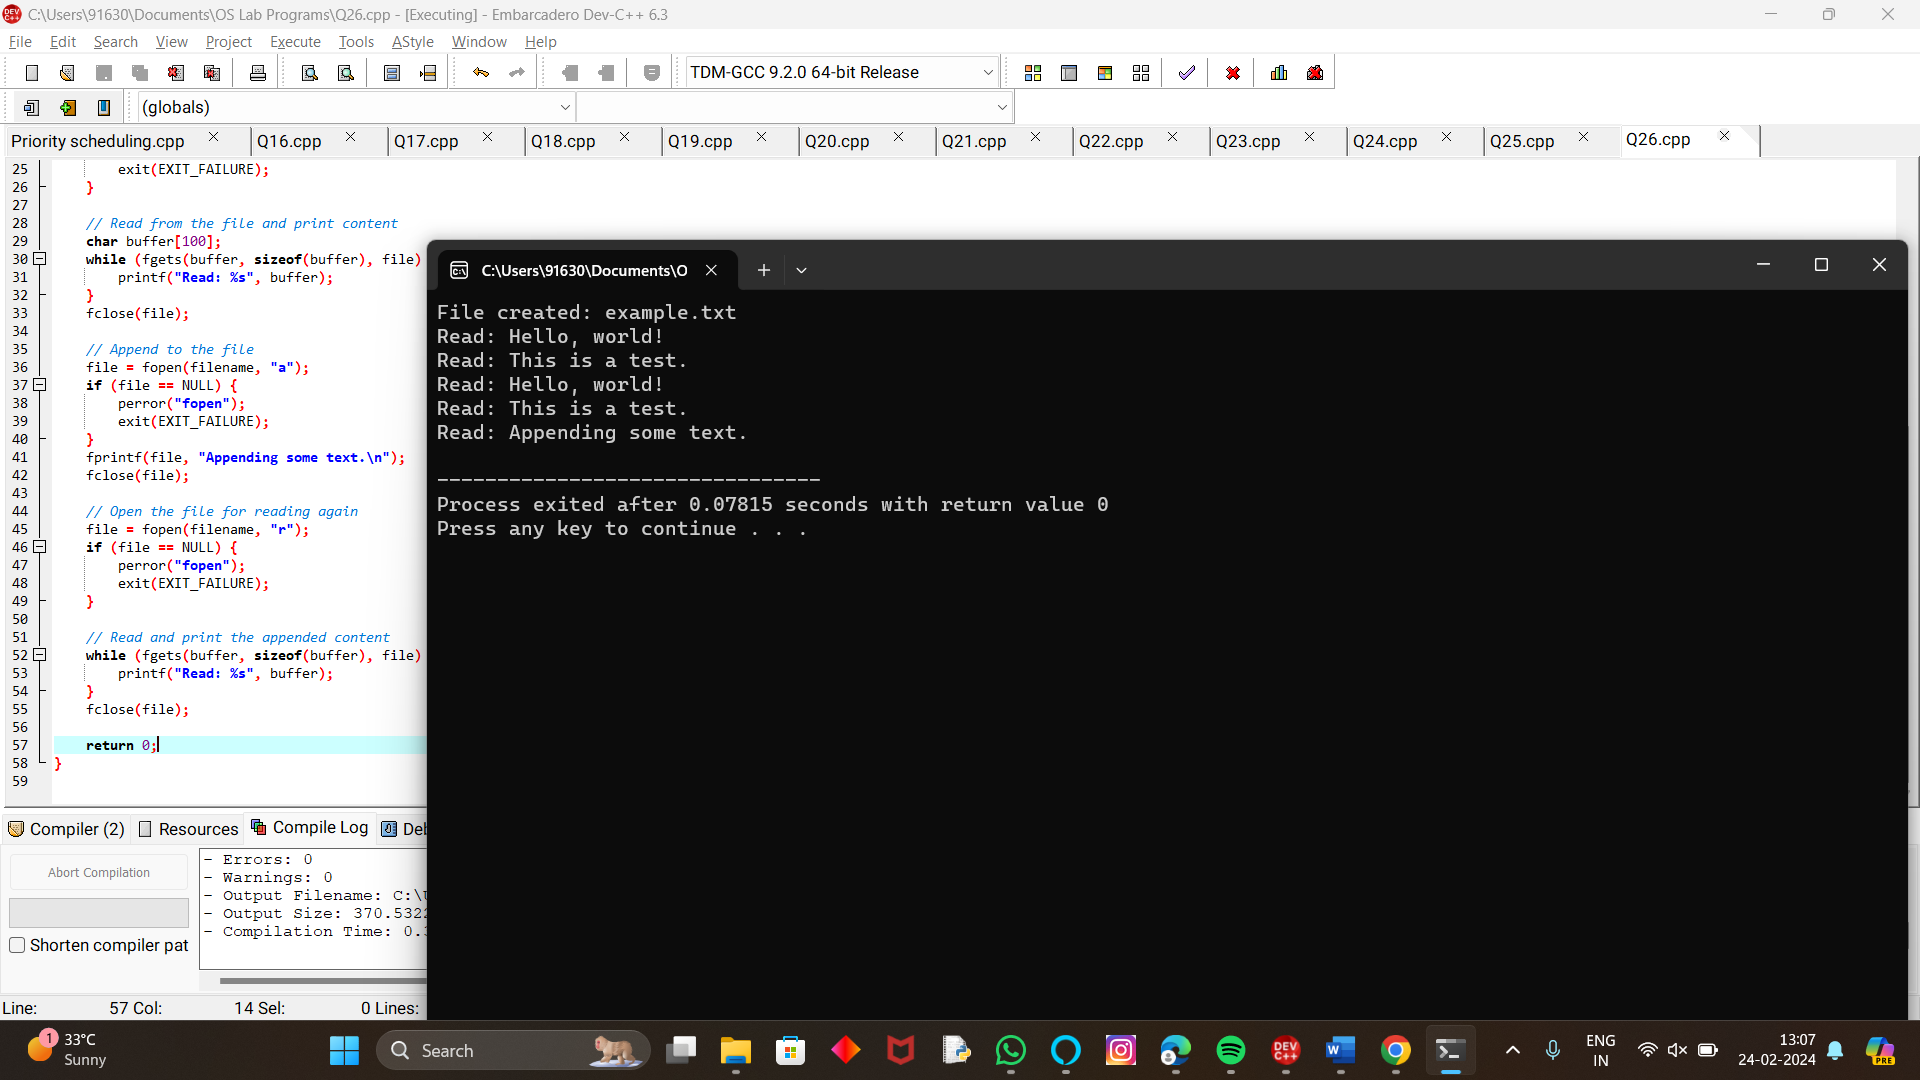 C:\Users\91630\Documents\OS Lab Programs\Q26.cpp - [Executing] - Embarcadero Dev-C++ 6.3
File Edit Search View Project Execute Tools AStyle Window Help
TDM-GCC 9.2.0 64-bit Release
(globals)
Priority scheduling.cpp Q16.cpp Q17.cpp Q18.cpp Q19.cpp Q20.cpp Q21.cpp Q22.cpp Q23.cpp Q24.cpp Q25.cpp Q26.cpp
25 exit(EXIT_FAILURE);
26 }
27
28 // Read from the file and print content
29 char buffer[100];
30 while (fgets(buffer, sizeof(buffer), file)
31 printf("Read: %s", buffer);
32 }
33 fclose(file);
34
35 // Append to the file
36 file = fopen(filename, "a");
37 if (file == NULL) {
38 perror("fopen");
39 exit(EXIT_FAILURE);
40 }
41 fprintf(file, "Appending some text.\n");
42 fclose(file);
43
44 // Open the file for reading again
45 file = fopen(filename, "r");
46 if (file == NULL) {
47 perror("fopen");
48 exit(EXIT_FAILURE);
49 }
50
51 // Read and print the appended content
52 while (fgets(buffer, sizeof(buffer), file)
53 printf("Read: %s", buffer);
54 }
55 fclose(file);
56
57 return 0;
58 }
59
C:\Users\91630\Documents\O
File created: example.txt
Read: Hello, world!
Read: This is a test.
Read: Hello, world!
Read: This is a test.
Read: Appending some text.
--------------------------------
Process exited after 0.07815 seconds with return value 0
Press any key to continue . . .
Compiler (2) Resources Compile Log Deb
Abort Compilation
Shorten compiler pat
- Errors: 0
- Warnings: 0
- Output Filename: C:\U
- Output Size: 370.5322
- Compilation Time: 0.3
Line: 57 Col: 14 Sel: 0 Lines:
1
33°C
Sunny
Search
DEV C++
W
ENG
IN
13:07
24-02-2024
PRE